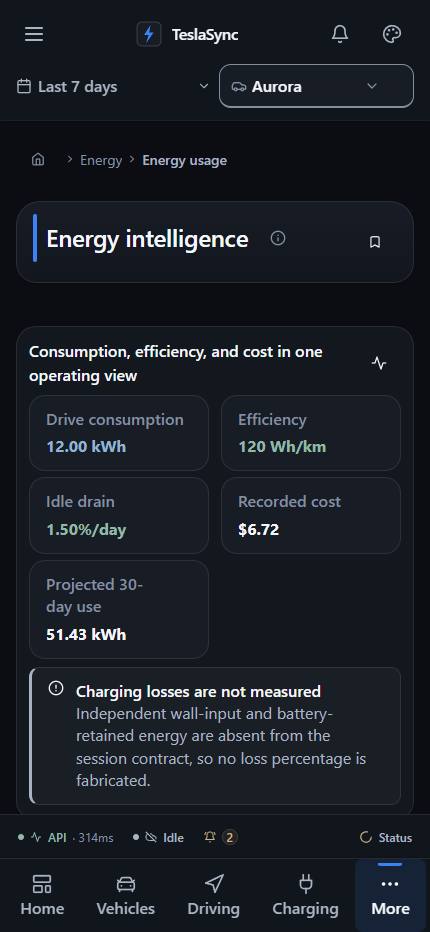 TeslaSync
Last 7 days
Aurora
Energy
Energy usage
Energy intelligence
Consumption, efficiency, and cost in one
operating view
Drive consumption
12.00 kWh
Efficiency
120 Wh/km
Idle drain
1.50%/day
Recorded cost
$6.72
Projected 30-
day use
51.43 kWh
Charging losses are not measured
Independent wall-input and battery-
retained energy are absent from the
session contract, so no loss percentage is
fabricated.
API · 314ms
Idle
2
Status
Home
Vehicles
Driving
Charging
More